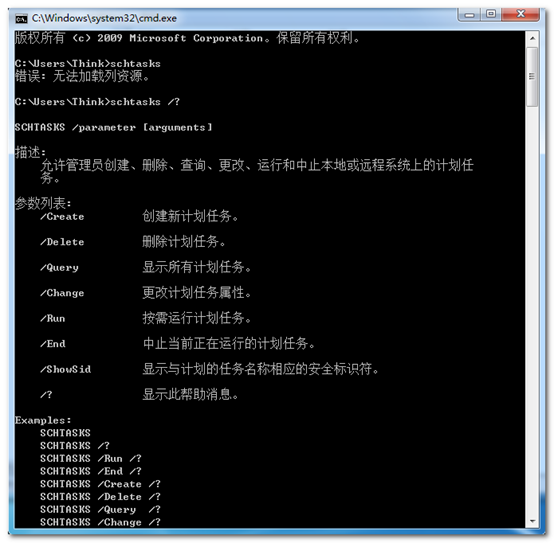 C:\Windows\system32\cmd.exe
版权所有 (c) 2009 Microsoft Corporation。保留所有权利。
C:\Users\Think>schtasks
错误: 无法加载列资源。
C:\Users\Think>schtasks /?
SCHTASKS /parameter [arguments]
描述:
允许管理员创建、删除、查询、更改、运行和中止本地或远程系统上的计划任
务。
参数列表:
/Create 创建新计划任务。
/Delete 删除计划任务。
/Query 显示所有计划任务。
/Change 更改计划任务属性。
/Run 按需运行计划任务。
/End 中止当前正在运行的计划任务。
/ShowSid 显示与计划的任务名称相应的安全标识符。
/? 显示此帮助消息。
Examples:
SCHTASKS
SCHTASKS /?
SCHTASKS /Run /?
SCHTASKS /End /?
SCHTASKS /Create /?
SCHTASKS /Delete /?
SCHTASKS /Query  /?
SCHTASKS /Change /?